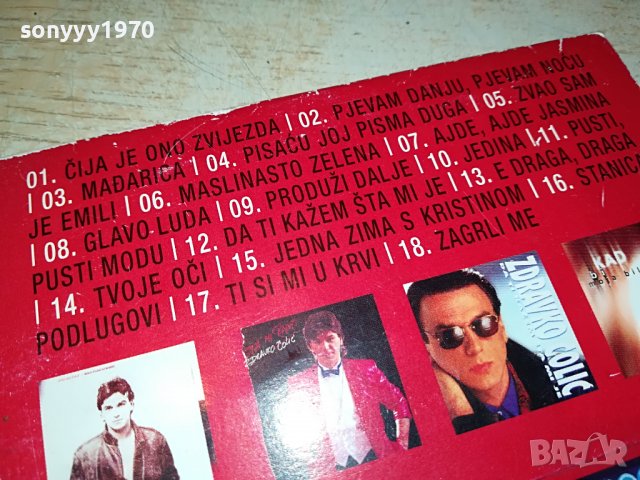 sonyyy1970
01. ČIJA JE ONO ZVIJEZDA | 02. PJEVAM DANJU, PJEVAM NOĆU
| 03. MAĐARICA | 04. PISAĆU JOJ PISMA DUGA | 05. ZVAO SAM
JE EMILI | 06. MASLINASTO ZELENA | 07. AJDE, AJDE JASMINA
| 08. GLAVO-LUDA | 09. PRODUŽI DALJE | 10. JEDINA | 11. PUSTI,
PUSTI MODU | 12. DA TI KAŽEM ŠTA MI JE | 13. E DRAGA, DRAGA
| 14. TVOJE OČI | 15. JEDNA ZIMA S KRISTINOM | 16. STANICA
PODLUGOVI | 17. TI SI MI U KRVI | 18. ZAGRLI ME
ZDRAVKO ČOLIĆ
ZDRAVKO ČOLIĆ
KAD
BAZAR